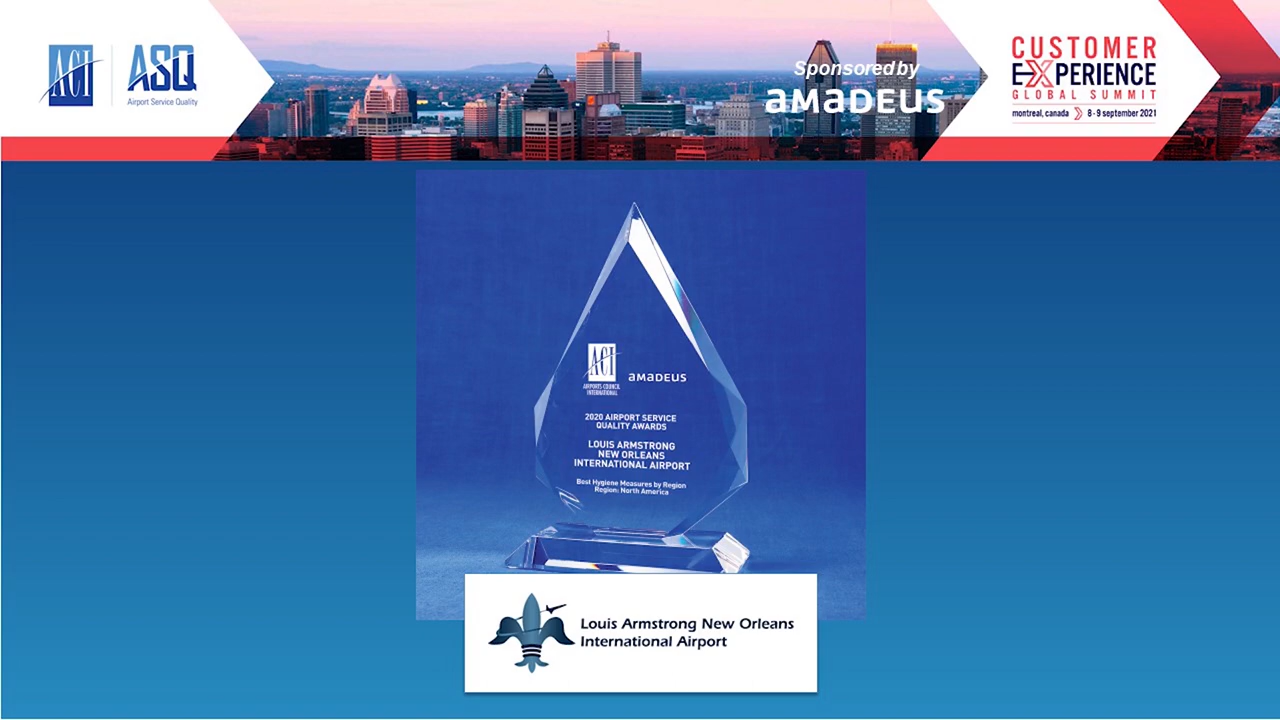 ACI
ASQ
Airport Service Quality
Sponsored by
amadeus
CUSTOMER
EXPERIENCE
GLOBAL SUMMIT
montreal, canada 8 - 9 september 2021
ACI
AIRPORTS COUNCIL
INTERNATIONAL
amadeus
2020 AIRPORT SERVICE
QUALITY AWARDS
LOUIS ARMSTRONG
NEW ORLEANS
INTERNATIONAL AIRPORT
Best Hygiene Measures by Region
Region: North America
Louis Armstrong New Orleans
International Airport